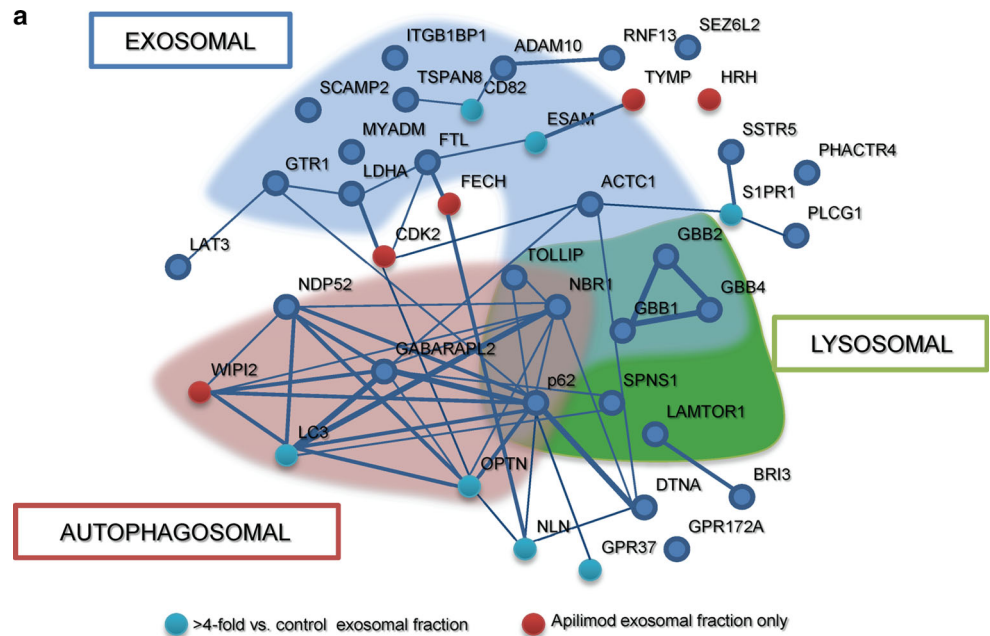 a
EXOSOMAL
ITGB1BP1
ADAM10
RNF13
SEZ6L2
TSPAN8
CD82
TYMP
HRH
SCAMP2
ESAM
MYADM
FTL
SSTR5
GTR1
LDHA
FECH
ACTC1
PHACTR4
S1PR1
PLCG1
CDK2
LAT3
TOLLIP
GBB2
NDP52
NBR1
GBB4
GBB1
LYSOSOMAL
GABARAPL2
WIPI2
p62
SPNS1
LAMTOR1
LC3
OPTN
BRI3
DTNA
AUTOPHAGOSOMAL
NLN
GPR172A
GPR37
>4-fold vs. control exosomal fraction
Apilimod exosomal fraction only